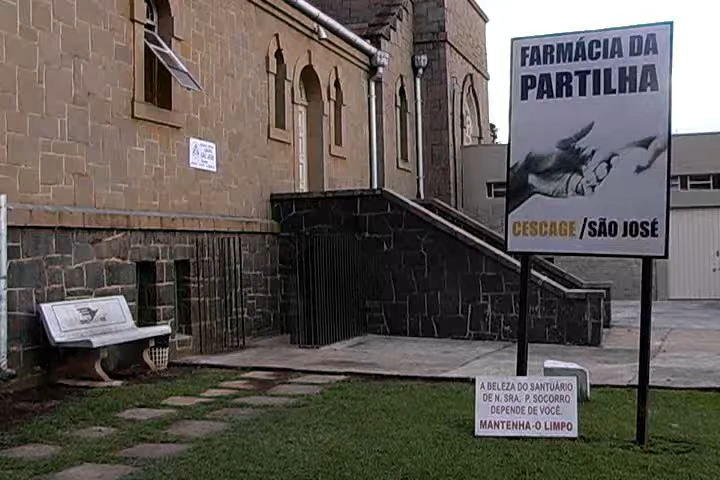 FARMÁCIA DA
PARTILHA
CESCAGE /SÃO JOSÉ
A BELEZA DO SANTUÁRIO
DE N. SRA. P. SOCORRO
DEPENDE DE VOCÊ.
MANTENHA-O LIMPO